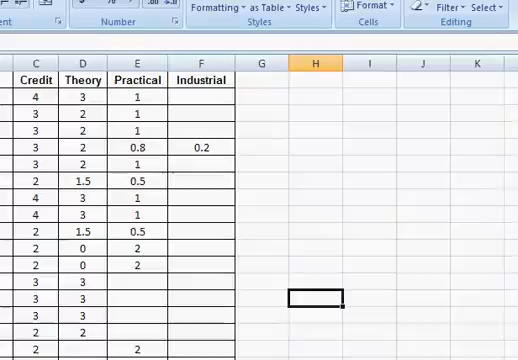 $ % , .00
Format
Formatting as Table Styles
Filter Select
Number Styles Cells Editing
C D E F G H I J K
Credit Theory Practical Industrial
4 3 1
3 2 1
3 2 1
3 2 0.8 0.2
3 2 1
2 1.5 0.5
4 3 1
4 3 1
2 1.5 0.5
2 0 2
2 0 2
3 3
3 3
3 3
2 2
2 2